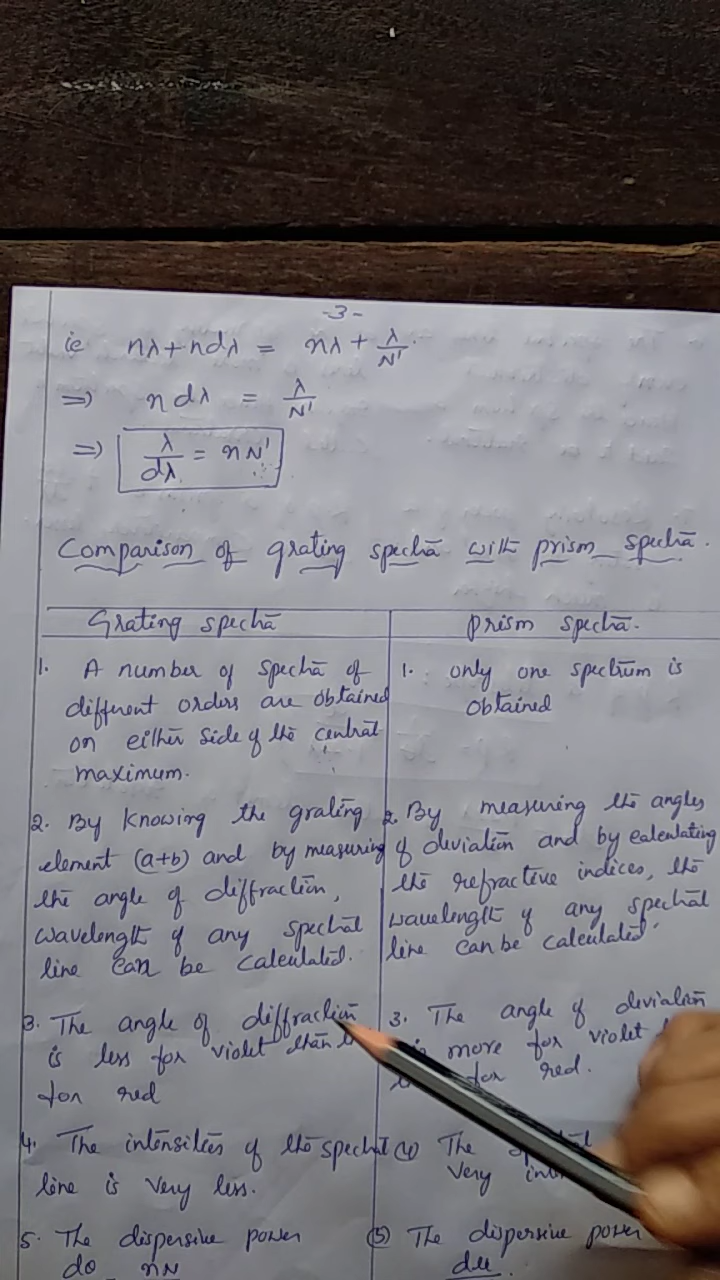 -3-
ie nλ+ndλ = nλ + λ/N'.
⇒ n dλ = λ/N'
⇒ λ/dλ = nN'
Comparison of grating spectra with prism spectra.
Grating spectra
1. A number of spectra of
different orders are obtained
on either side of the central
maximum.
2. By knowing the grating
element (a+b) and by measuring
the angle of diffraction,
wavelength of any spectral
line can be calculated.
3. The angle of diffraction
is less for violet than
for red
4. The intensities of the spectral
line is very less.
5. The dispersive power
dθ nN
prism spectra.
1. only one spectrum is
obtained
2. By measuring the angles
of deviation and by calculating
the refractive indices, the
wavelength of any spectral
line can be calculated.
3. The angle of deviation
is more for violet
for red.
(4) The
very
(5) The dispersive power
dμ